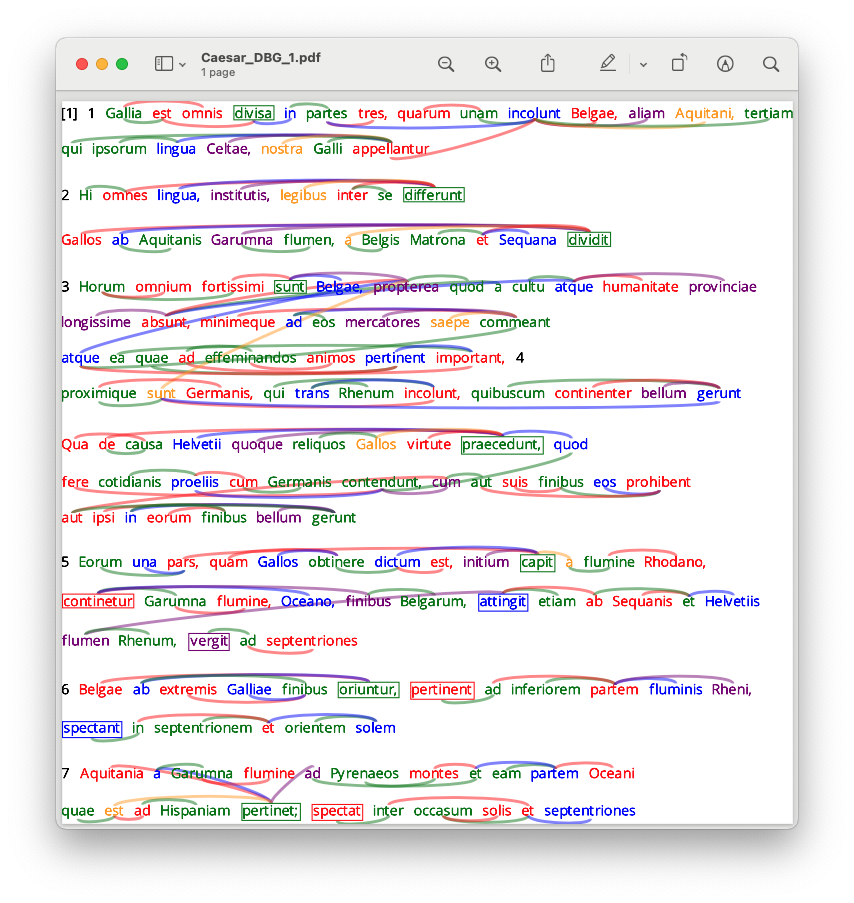 Caesar_DBG_1.pdf
1 page
[1] 1 Gallia est omnis divisa in partes tres, quarum unam incolunt Belgae, aliam Aquitani, tertiam
qui ipsorum lingua Celtae, nostra Galli appellantur
2 Hi omnes lingua, institutis, legibus inter se differunt
Gallos ab Aquitanis Garumna flumen, a Belgis Matrona et Sequana dividit
3 Horum omnium fortissimi sunt Belgae, propterea quod a cultu atque humanitate provinciae
longissime absunt, minimeque ad eos mercatores saepe commeant
atque ea quae ad effeminandos animos pertinent important, 4
proximique sunt Germanis, qui trans Rhenum incolunt, quibuscum continenter bellum gerunt
Qua de causa Helvetii quoque reliquos Gallos virtute praecedunt, quod
fere cotidianis proeliis cum Germanis contendunt, cum aut suis finibus eos prohibent
aut ipsi in eorum finibus bellum gerunt
5 Eorum una pars, quam Gallos obtinere dictum est, initium capit a flumine Rhodano,
continetur Garumna flumine, Oceano, finibus Belgarum, attingit etiam ab Sequanis et Helvetiis
flumen Rhenum, vergit ad septentriones
6 Belgae ab extremis Galliae finibus oriuntur, pertinent ad inferiorem partem fluminis Rheni,
spectant in septentrionem et orientem solem
7 Aquitania a Garumna flumine ad Pyrenaeos montes et eam partem Oceani
quae est ad Hispaniam pertinet; spectat inter occasum solis et septentriones